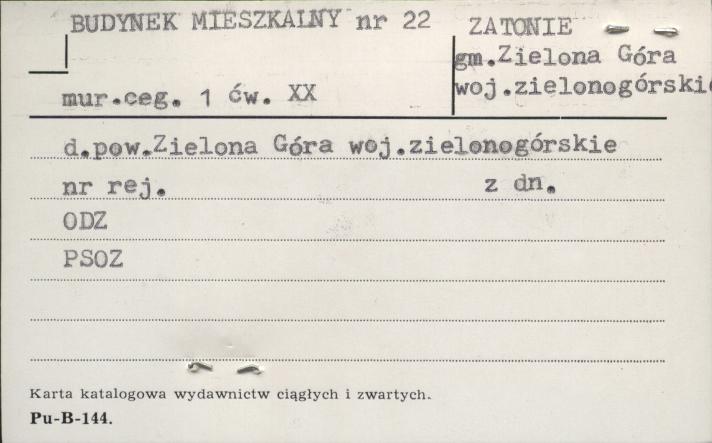 BUDYNEK MIESZKALNY nr 22
ZATONIE
gm.Zielona Góra
woj.zielonogórskie
mur.ceg. 1 ćw. XX
d.pow.Zielona Góra woj.zielonogórskie
nr rej. z dn.
ODZ
PSOZ
Karta katalogowa wydawnictw ciągłych i zwartych.
Pu-B-144.